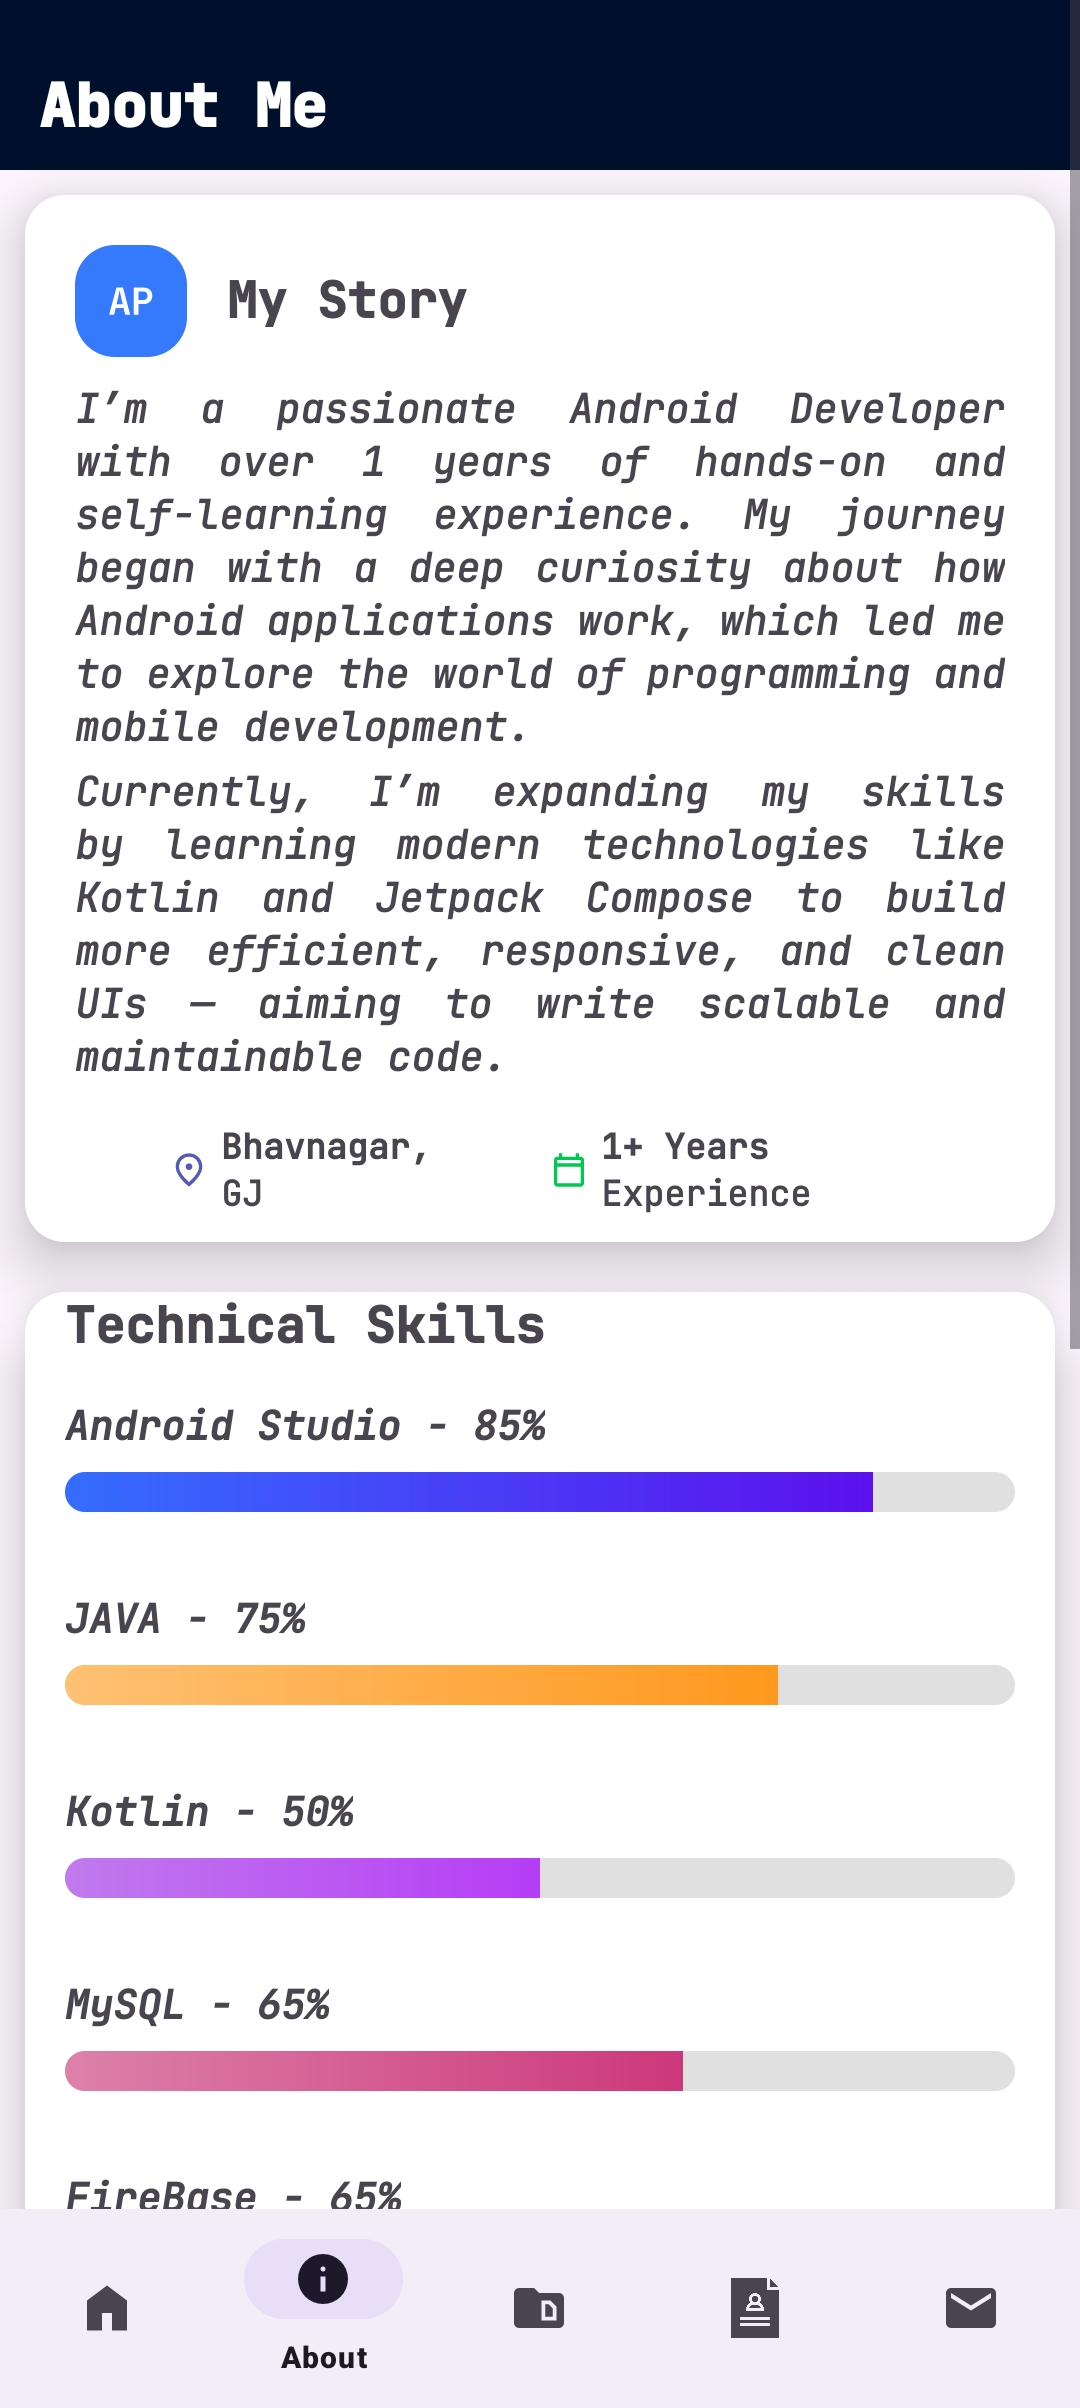 About Me
AP
My Story
I’m a passionate Android Developer
with over 1 years of hands-on and
self-learning experience. My journey
began with a deep curiosity about how
Android applications work, which led me
to explore the world of programming and
mobile development.
Currently, I’m expanding my skills
by learning modern technologies like
Kotlin and Jetpack Compose to build
more efficient, responsive, and clean
UIs — aiming to write scalable and
maintainable code.
Bhavnagar,
GJ
1+ Years
Experience
Technical Skills
Android Studio - 85%
JAVA - 75%
Kotlin - 50%
MySQL - 65%
FireBase - 65%
About